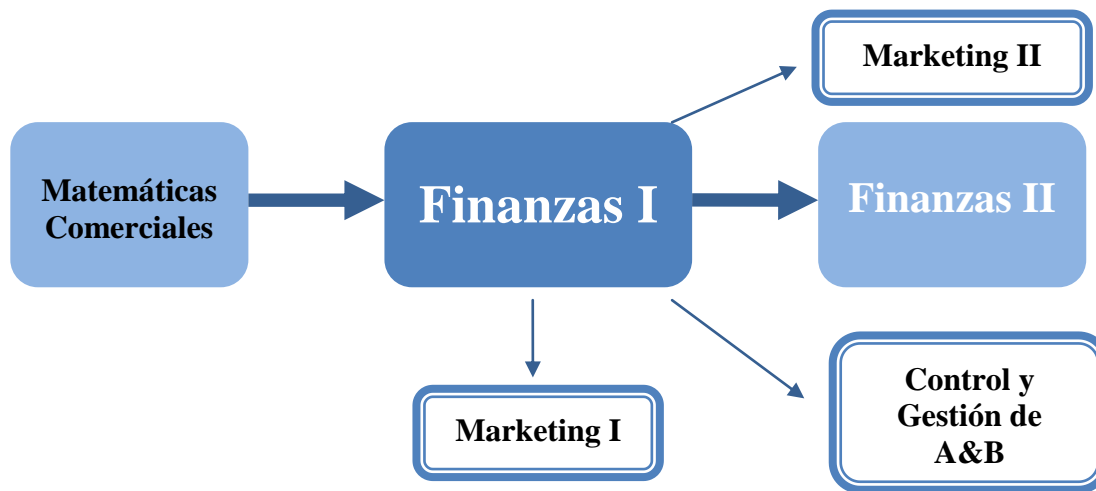 Marketing II
Matemáticas
Comerciales
Finanzas I
Finanzas II
Marketing I
Control y
Gestión de
A&B